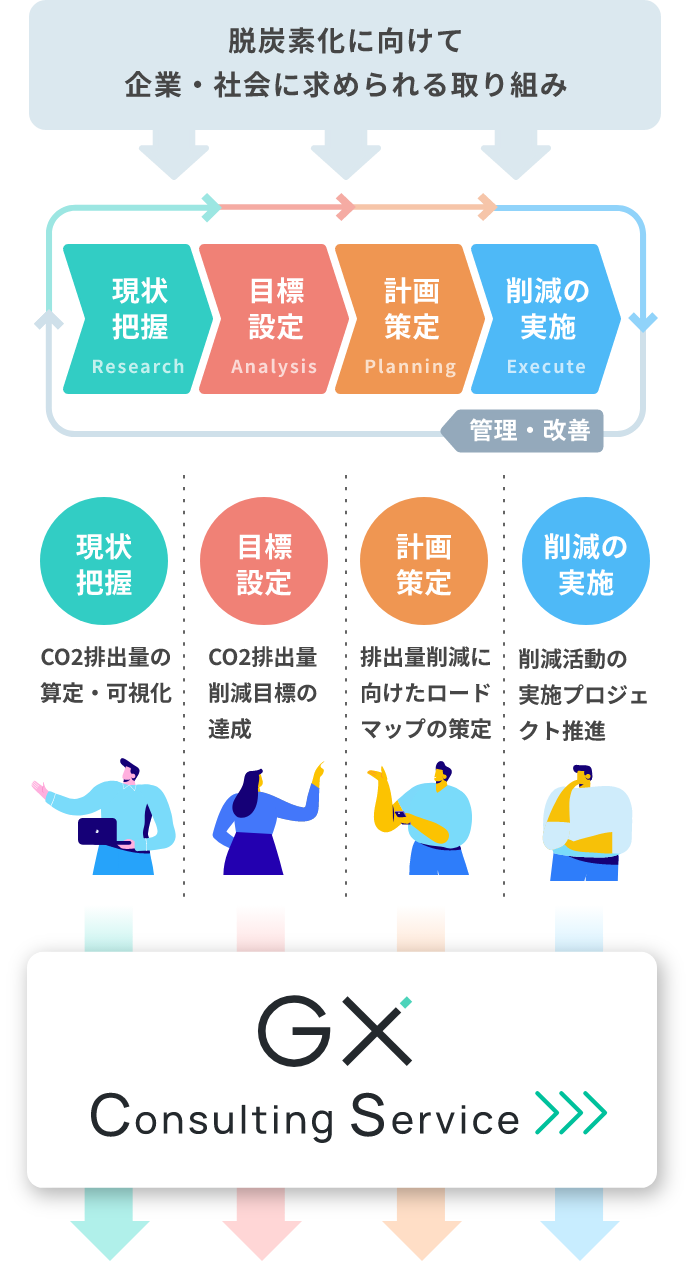 脱炭素化に向けて
企業・社会に求められる取り組み
現状
把握
Research
目標
設定
Analysis
計画
策定
Planning
削減の
実施
Execute
管理・改善
現状
把握
目標
設定
計画
策定
削減の
実施
CO2排出量の
算定・可視化
CO2排出量
削減目標の
達成
排出量削減に
向けたロード
マップの策定
削減活動の
実施プロジェ
クト推進
GX
Consulting Service